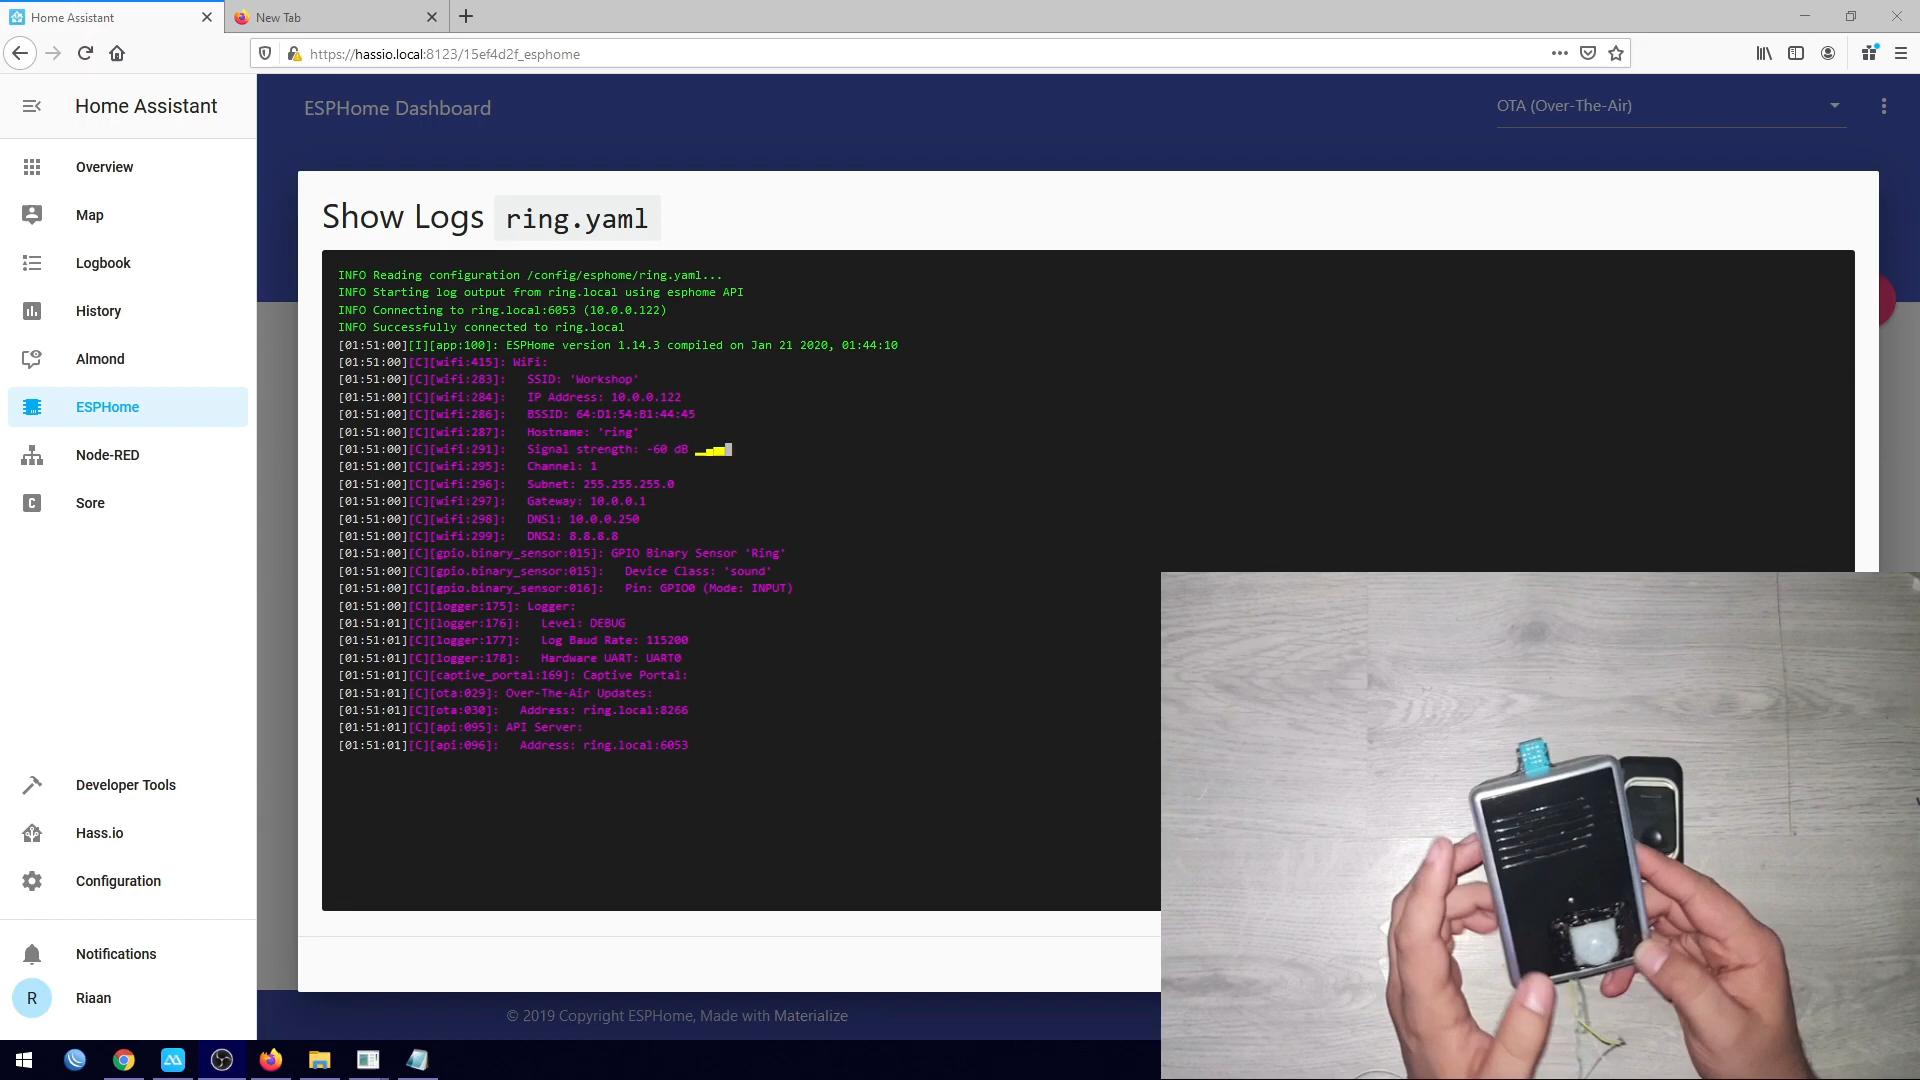 Home Assistant
New Tab
https://hassio.local:8123/15ef4d2f_esphome
Home Assistant
ESPHome Dashboard
OTA (Over-The-Air)
Overview
Map
Logbook
History
Almond
ESPHome
Node-RED
C Sore
Developer Tools
Hass.io
Configuration
Notifications
R Riaan
Show Logs ring.yaml
INFO Reading configuration /config/esphome/ring.yaml...
INFO Starting log output from ring.local using esphome API
INFO Connecting to ring.local:6053 (10.0.0.122)
INFO Successfully connected to ring.local
[01:51:00][I][app:100]: ESPHome version 1.14.3 compiled on Jan 21 2020, 01:44:10
[01:51:00][C][wifi:415]: WiFi:
[01:51:00][C][wifi:283]:   SSID: 'Workshop'
[01:51:00][C][wifi:284]:   IP Address: 10.0.0.122
[01:51:00][C][wifi:286]:   BSSID: 64:D1:54:B1:44:45
[01:51:00][C][wifi:287]:   Hostname: 'ring'
[01:51:00][C][wifi:291]:   Signal strength: -60 dB
[01:51:00][C][wifi:295]:   Channel: 1
[01:51:00][C][wifi:296]:   Subnet: 255.255.255.0
[01:51:00][C][wifi:297]:   Gateway: 10.0.0.1
[01:51:00][C][wifi:298]:   DNS1: 10.0.0.250
[01:51:00][C][wifi:299]:   DNS2: 8.8.8.8
[01:51:00][C][gpio.binary_sensor:015]: GPIO Binary Sensor 'Ring'
[01:51:00][C][gpio.binary_sensor:015]:   Device Class: 'sound'
[01:51:00][C][gpio.binary_sensor:016]:   Pin: GPIO0 (Mode: INPUT)
[01:51:00][C][logger:175]: Logger:
[01:51:01][C][logger:176]:   Level: DEBUG
[01:51:01][C][logger:177]:   Log Baud Rate: 115200
[01:51:01][C][logger:178]:   Hardware UART: UART0
[01:51:01][C][captive_portal:169]: Captive Portal:
[01:51:01][C][ota:029]: Over-The-Air Updates:
[01:51:01][C][ota:030]:   Address: ring.local:8266
[01:51:01][C][api:095]: API Server:
[01:51:01][C][api:096]:   Address: ring.local:6053
© 2019 Copyright ESPHome, Made with Materialize